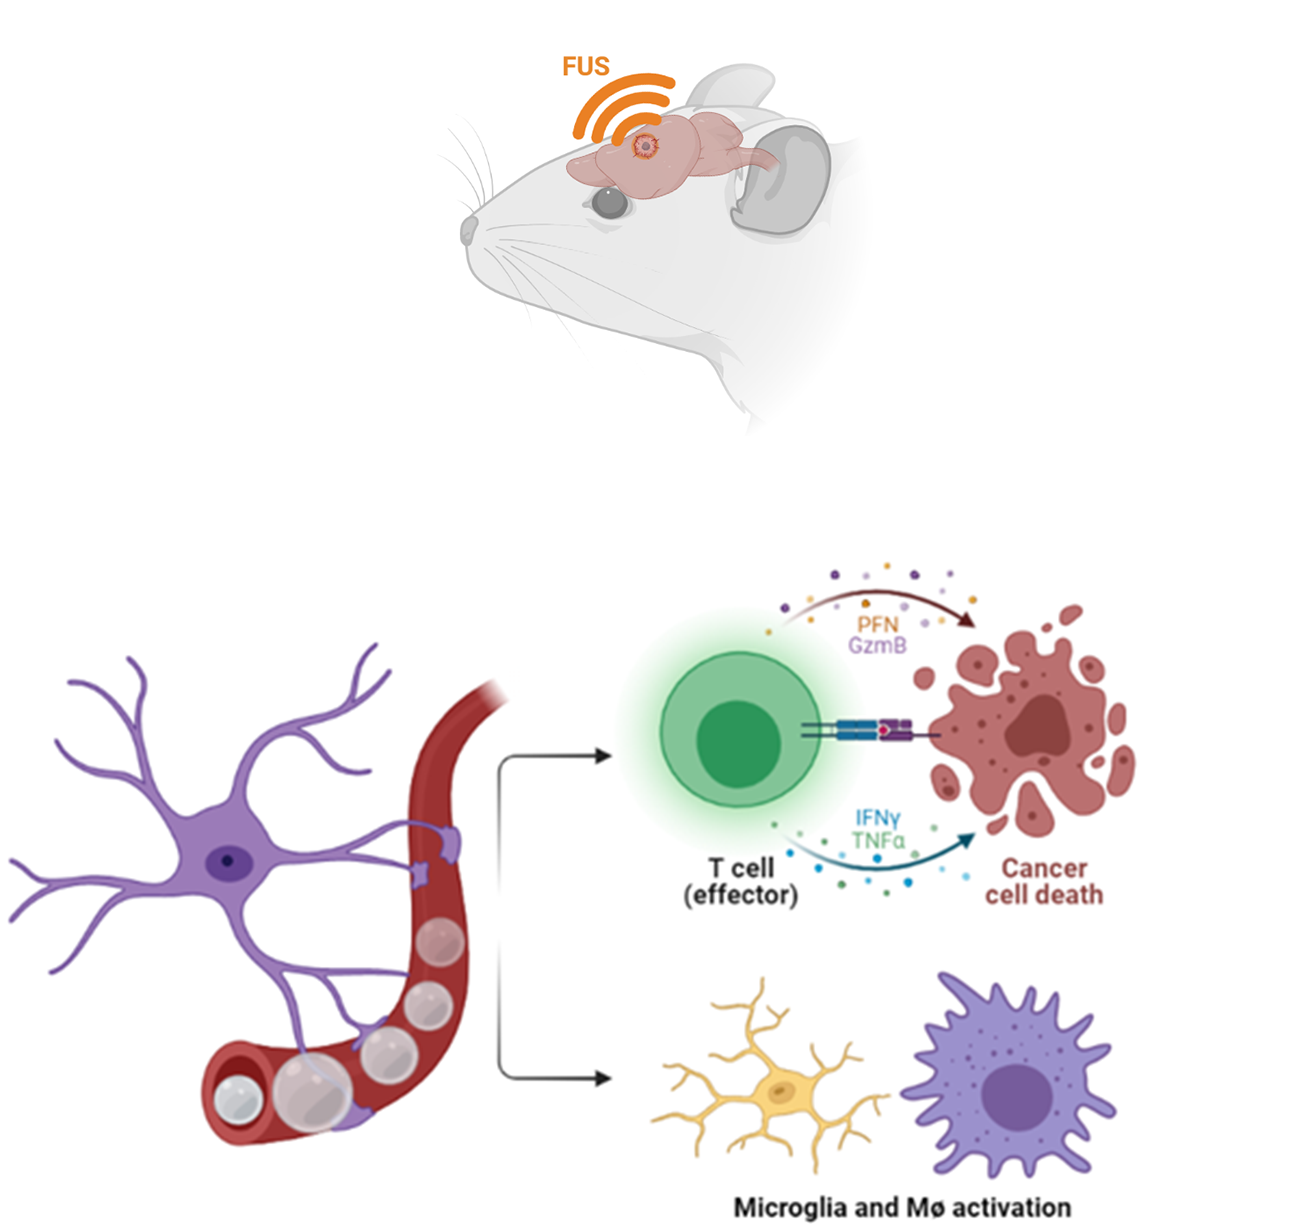 FUS
PFN
GzmB
IFNγ
TNFα
T cell
(effector)
Cancer
cell death
Microglia and Mø activation